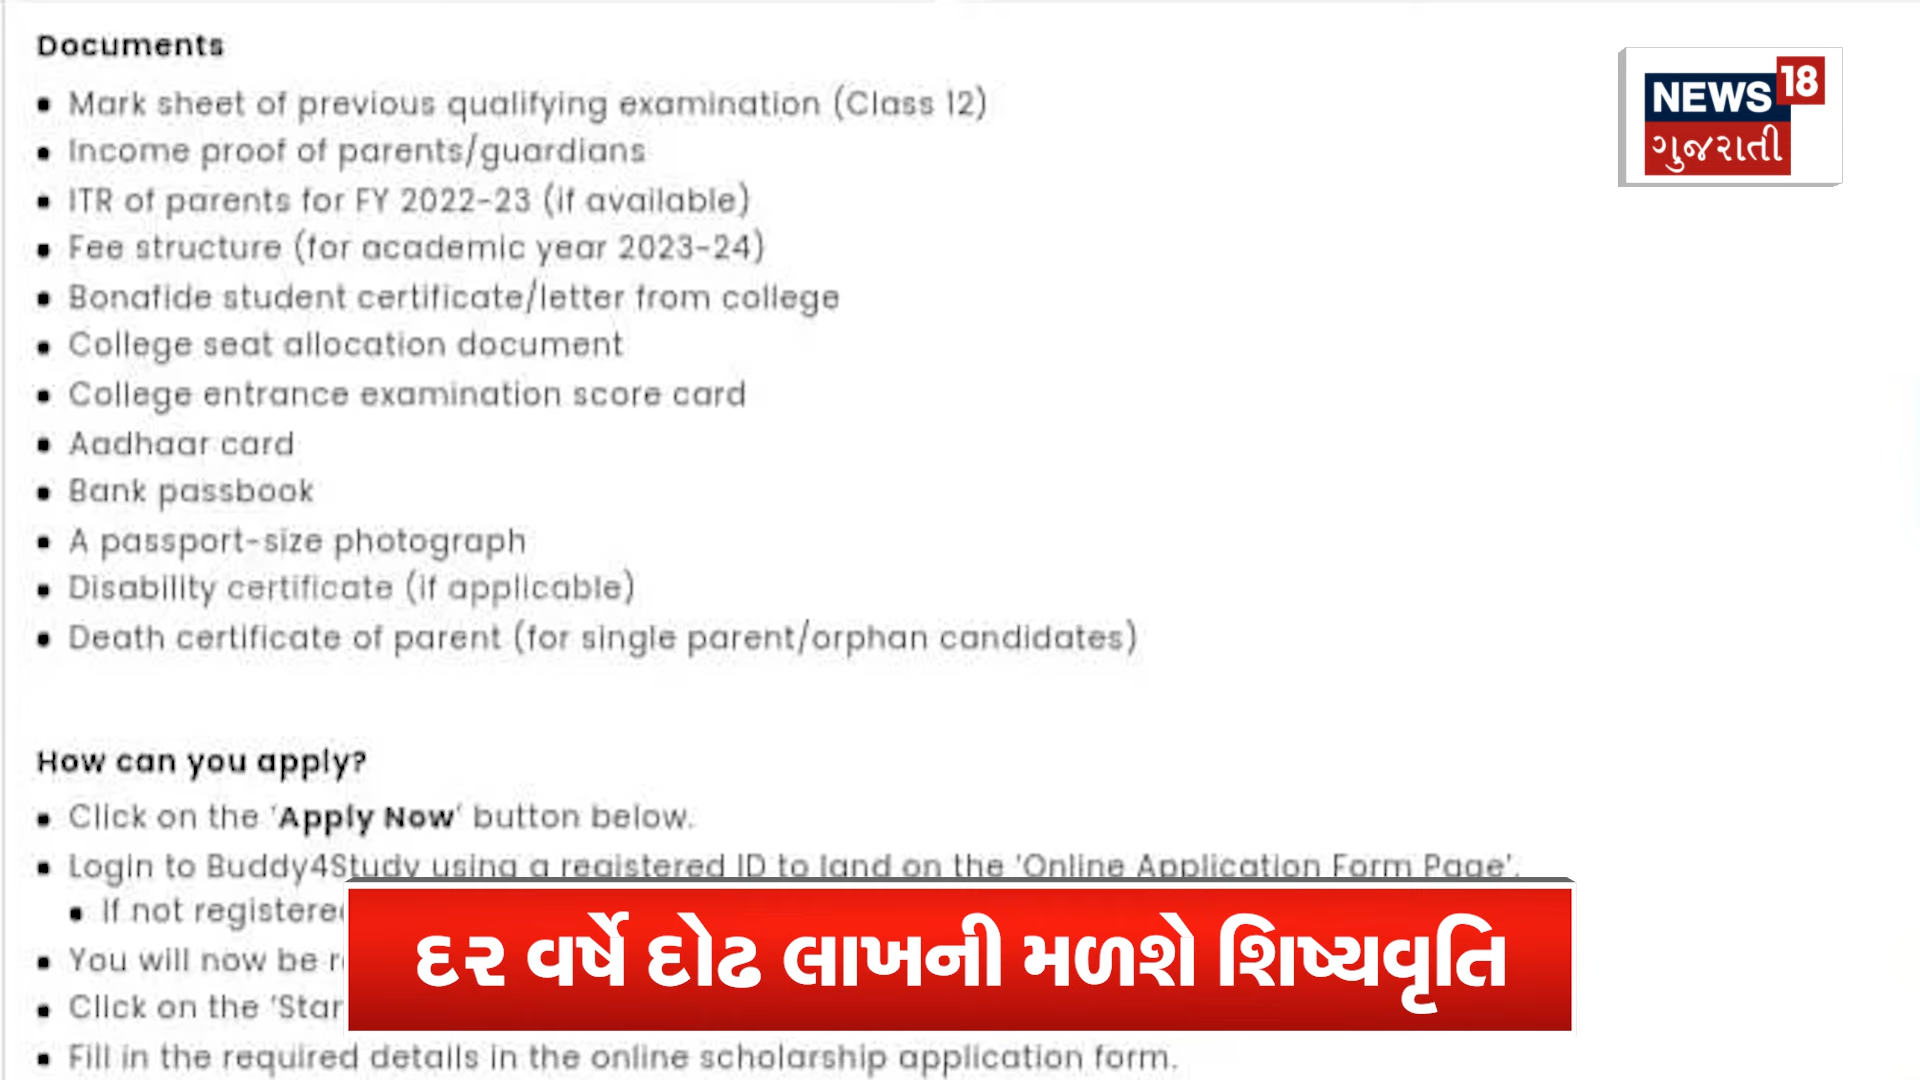 Documents
Mark sheet of previous qualifying examination (Class 12)
Income proof of parents/guardians
ITR of parents for FY 2022-23 (if available)
Fee structure (for academic year 2023-24)
Bonafide student certificate/letter from college
College seat allocation document
College entrance examination score card
Aadhaar card
Bank passbook
A passport-size photograph
Disability certificate (if applicable)
Death certificate of parent (for single parent/orphan candidates)
How can you apply?
Click on the 'Apply Now' button below.
Login to Buddy4Study using a registered ID to land on the 'Online Application Form Page'.
If not registered
You will now be
Click on the
Fill in the required details in the online scholarship application form.
NEWS 18
ગુજરાતી
દર વર્ષે દોઢ લાખની મળશે શિષ્યવૃતિ